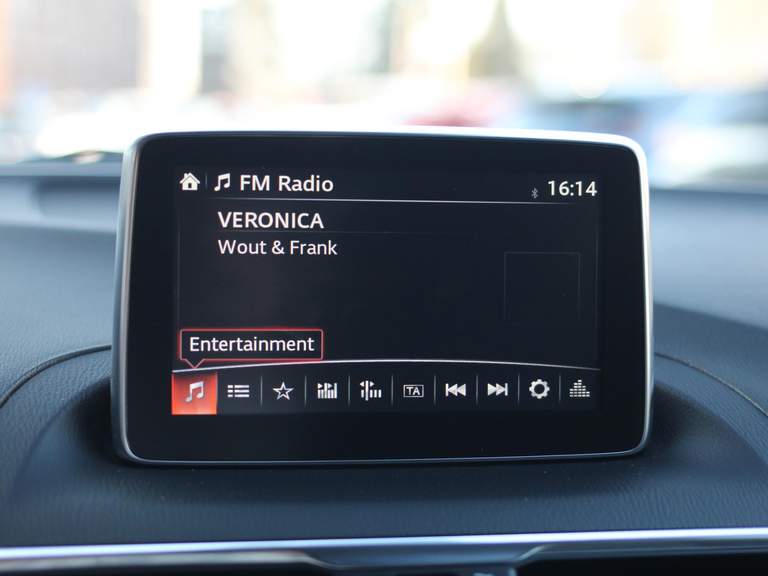 FM Radio 16:14
VERONICA
Wout & Frank
Entertainment
TA